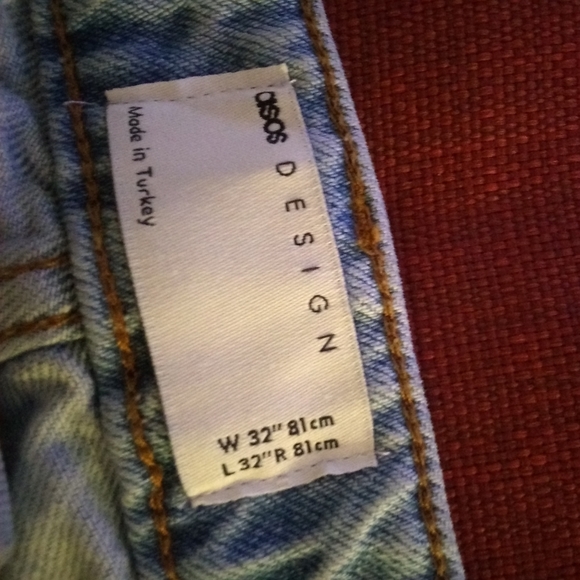 asos DESIGN
Made in Turkey
W 32" 81cm
L 32"R 81cm